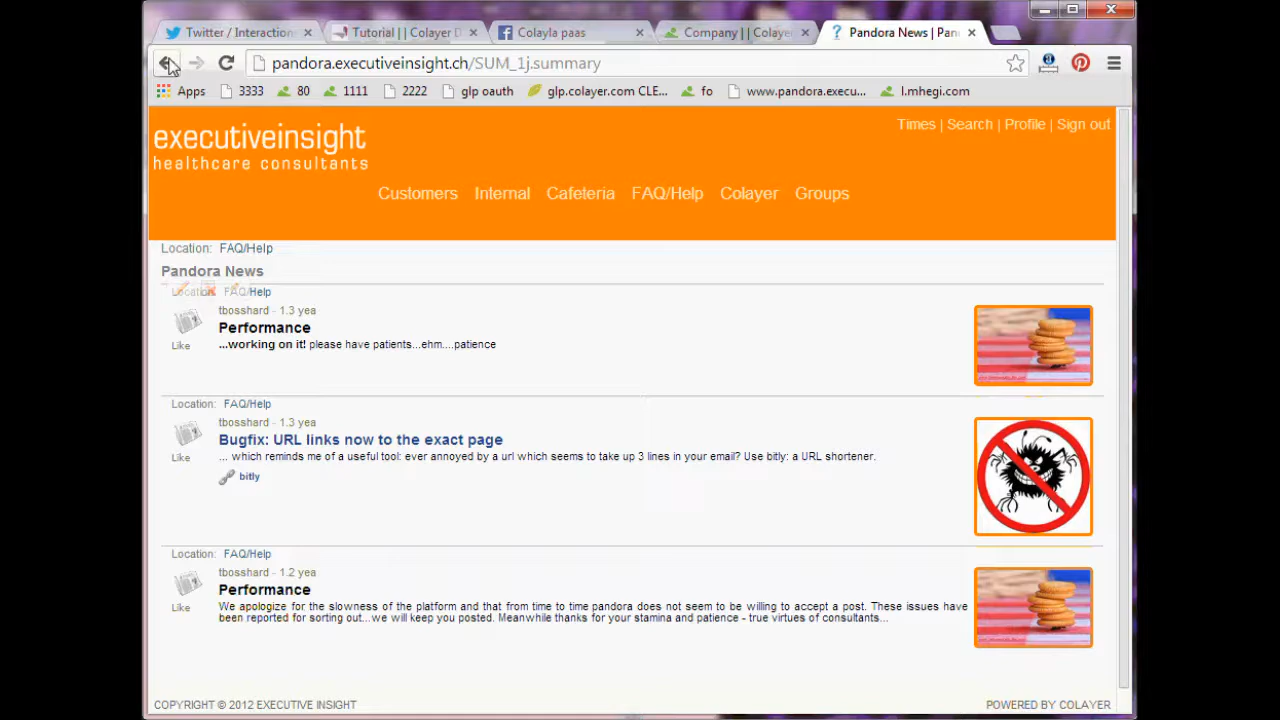 Twitter / Interaction
Tutorial | | Colayer D
Colayla paas
Company | | Colaye
Pandora News | Pan
pandora.executiveinsight.ch/SUM_1j.summary
Apps 3333 80 1111 2222 glp oauth glp.colayer.com CLE... fo www.pandora.execu... l.mhegi.com
Times | Search | Profile | Sign out
executiveinsight
healthcare consultants
Customers Internal Cafeteria FAQ/Help Colayer Groups
Location: FAQ/Help
Pandora News
Location: FAQ/Help
tbosshard - 1.3 yea
Performance
Like
...working on it! please have patients...ehm....patience
Location: FAQ/Help
tbosshard - 1.3 yea
Bugfix: URL links now to the exact page
Like
... which reminds me of a useful tool: ever annoyed by a url which seems to take up 3 lines in your email? Use bitly: a URL shortener.
bitly
Location: FAQ/Help
tbosshard - 1.2 yea
Performance
Like
We apologize for the slowness of the platform and that from time to time pandora does not seem to be willing to accept a post. These issues have
been reported for sorting out...we will keep you posted. Meanwhile thanks for your stamina and patience - true virtues of consultants...
COPYRIGHT © 2012 EXECUTIVE INSIGHT
POWERED BY COLAYER